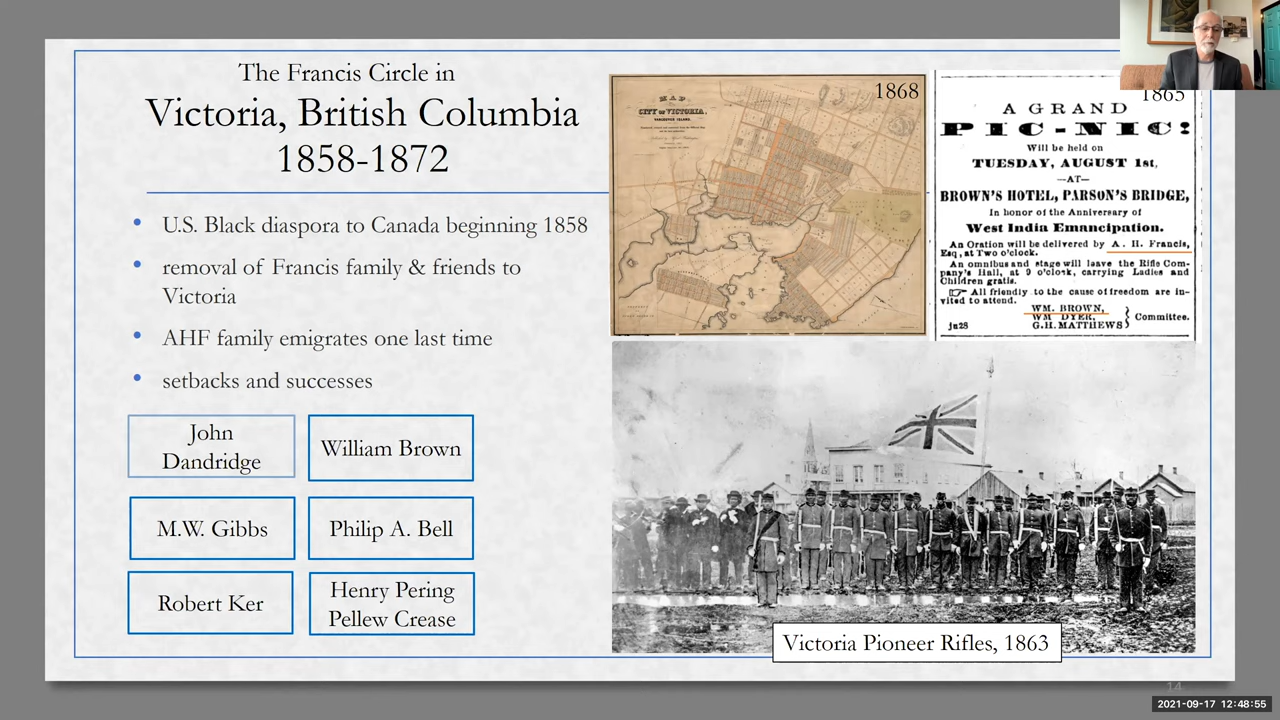 The Francis Circle in
Victoria, British Columbia
1858-1872
• U.S. Black diaspora to Canada beginning 1858
• removal of Francis family & friends to
Victoria
• AHF family emigrates one last time
• setbacks and successes
John
Dandridge
William Brown
M.W. Gibbs
Philip A. Bell
Robert Ker
Henry Pering
Pellew Crease
1868
MAP
CITY OF VICTORIA,
VANCOUVER ISLAND.
1865
A GRAND
PIC-NIC!
Will be held on
TUESDAY, AUGUST 1st,
—AT—
BROWN'S HOTEL, PARSON'S BRIDGE,
In honor of the Anniversary of
West India Emancipation.
An Oration will be delivered by A. H. Francis,
Esq, at Two o'clock.
An omnibus and stage will leave the Rifle Com-
pany's Hall, at 9 o'clock, carrying Ladies and
Children gratis.
☞ All friendly to the cause of freedom are in-
vited to attend.
WM. BROWN,
WM DYER,
G.H. MATTHEWS
Committee.
ju28
Victoria Pioneer Rifles, 1863
14
2021-09-17 12:48:55